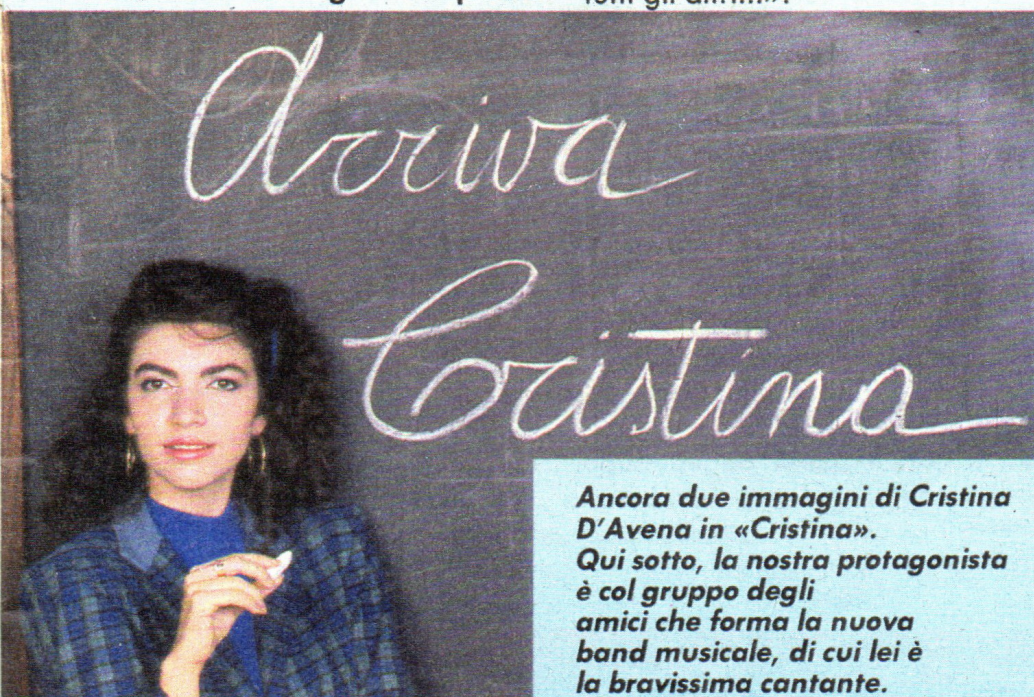 Arriva
Cristina
Ancora due immagini di Cristina
D'Avena in «Cristina».
Qui sotto, la nostra protagonista
è col gruppo degli
amici che forma la nuova
band musicale, di cui lei è
la bravissima cantante.